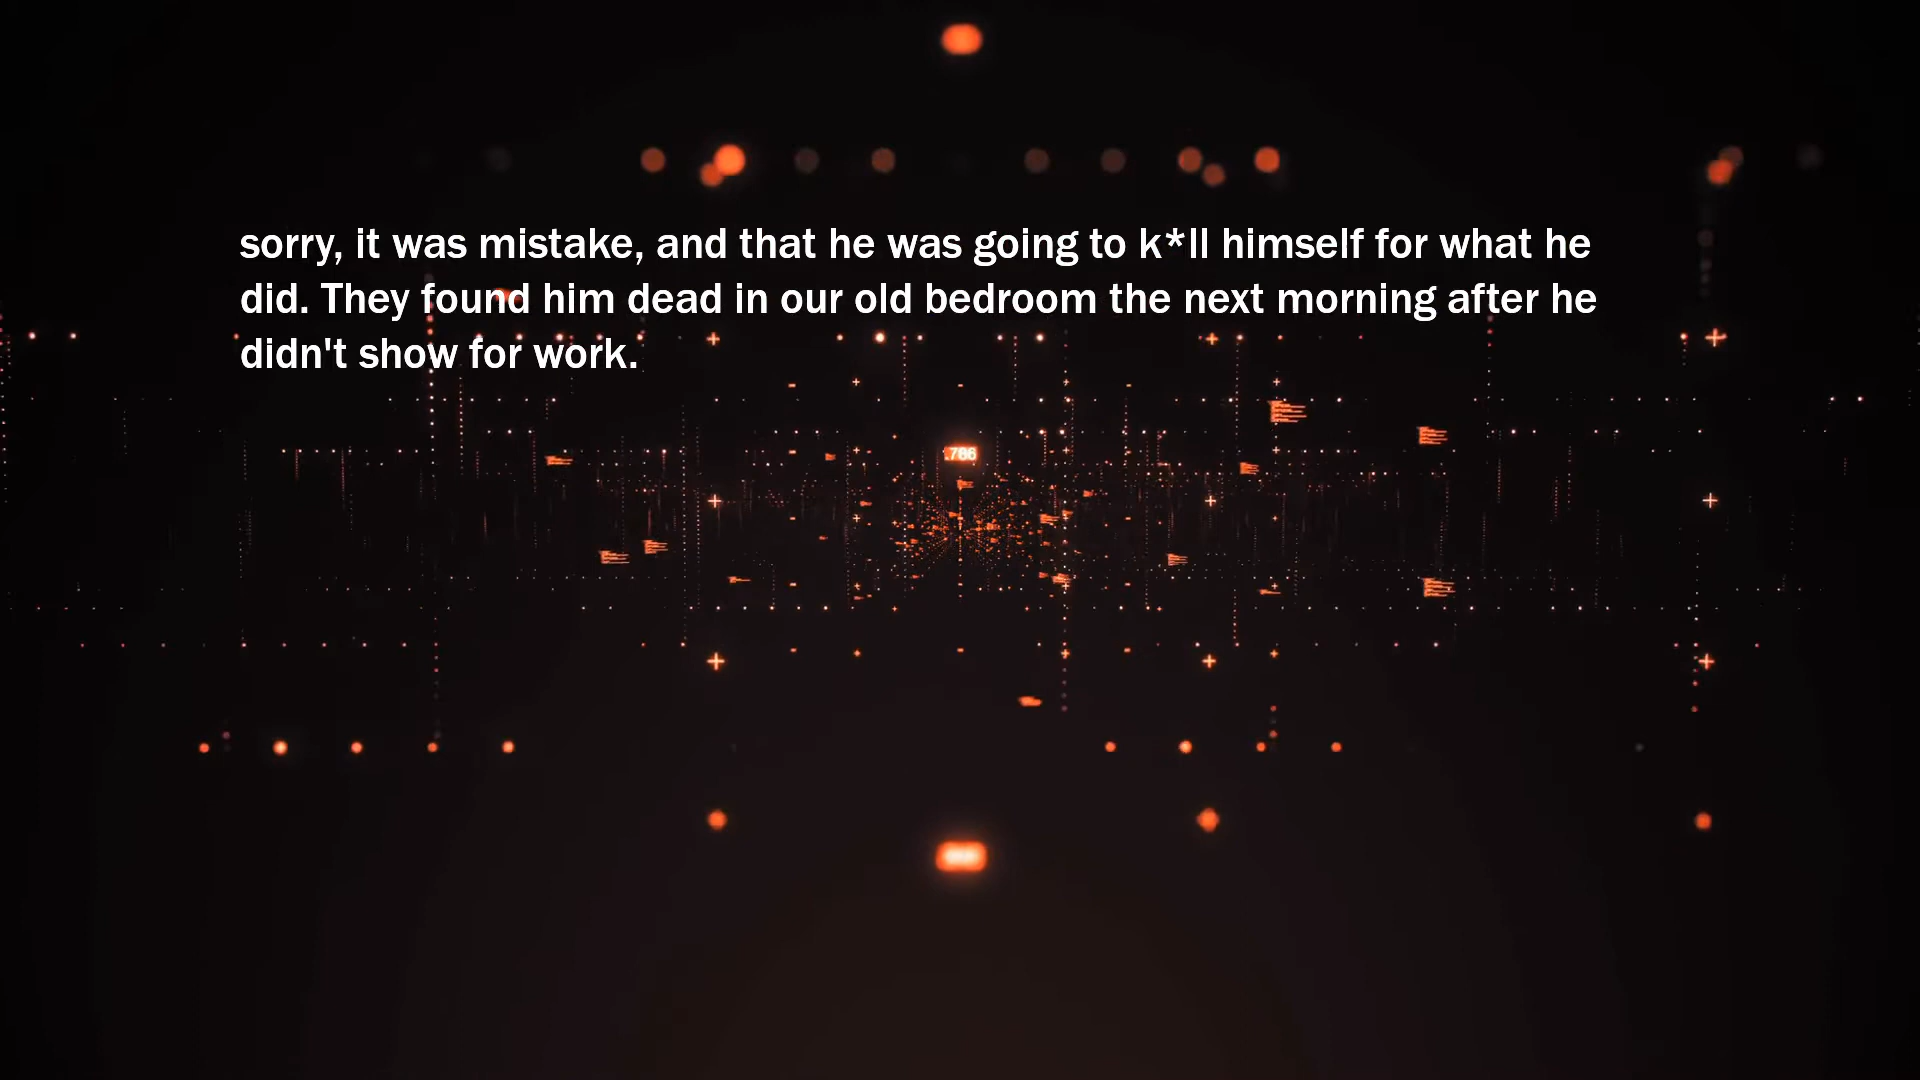 sorry, it was mistake, and that he was going to k*ll himself for what he
did. They found him dead in our old bedroom the next morning after he
didn't show for work.
.786